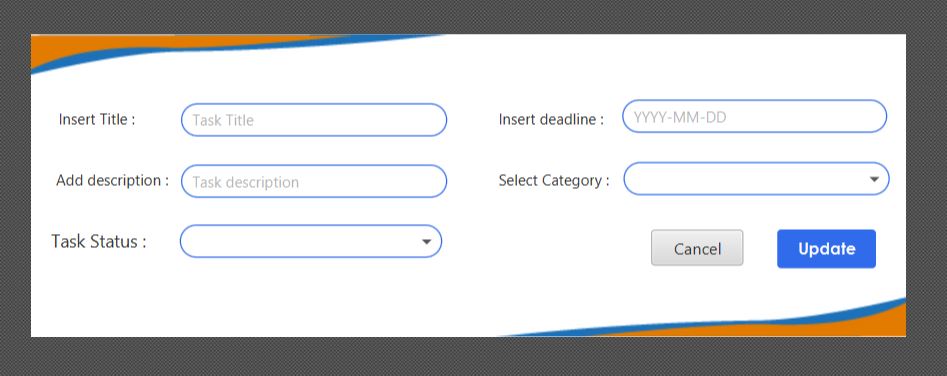 Insert Title : Task Title
Insert deadline : YYYY-MM-DD
Add description : Task description
Select Category :
Task Status :
Cancel Update